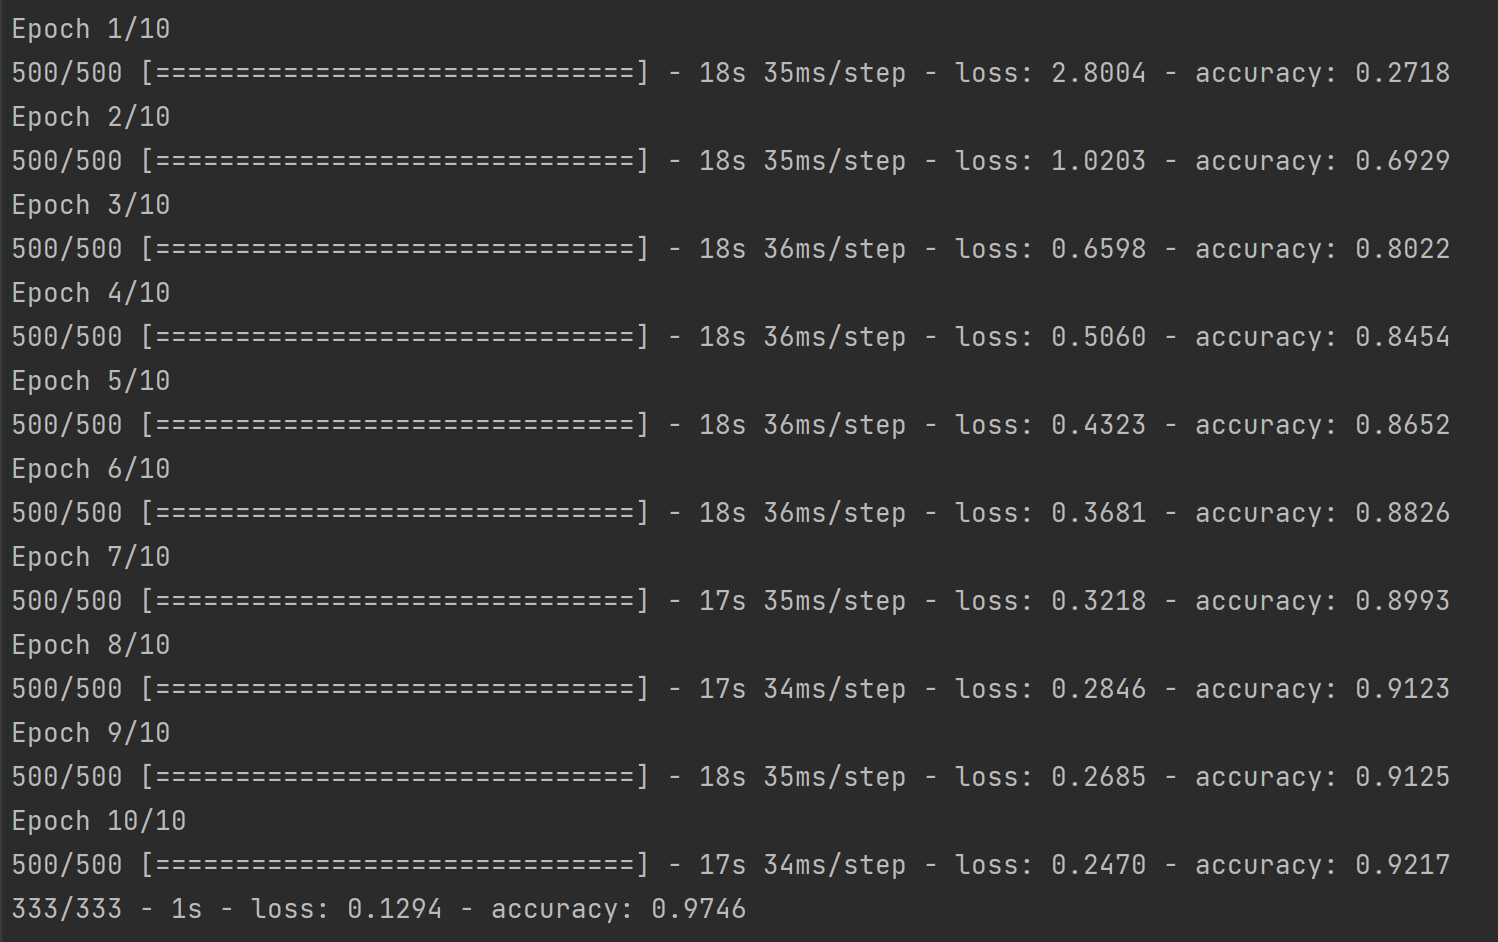 Epoch 1/10
500/500 [==============================] - 18s 35ms/step - loss: 2.8004 - accuracy: 0.2718
Epoch 2/10
500/500 [==============================] - 18s 35ms/step - loss: 1.0203 - accuracy: 0.6929
Epoch 3/10
500/500 [==============================] - 18s 36ms/step - loss: 0.6598 - accuracy: 0.8022
Epoch 4/10
500/500 [==============================] - 18s 36ms/step - loss: 0.5060 - accuracy: 0.8454
Epoch 5/10
500/500 [==============================] - 18s 36ms/step - loss: 0.4323 - accuracy: 0.8652
Epoch 6/10
500/500 [==============================] - 18s 36ms/step - loss: 0.3681 - accuracy: 0.8826
Epoch 7/10
500/500 [==============================] - 17s 35ms/step - loss: 0.3218 - accuracy: 0.8993
Epoch 8/10
500/500 [==============================] - 17s 34ms/step - loss: 0.2846 - accuracy: 0.9123
Epoch 9/10
500/500 [==============================] - 18s 35ms/step - loss: 0.2685 - accuracy: 0.9125
Epoch 10/10
500/500 [==============================] - 17s 34ms/step - loss: 0.2470 - accuracy: 0.9217
333/333 - 1s - loss: 0.1294 - accuracy: 0.9746